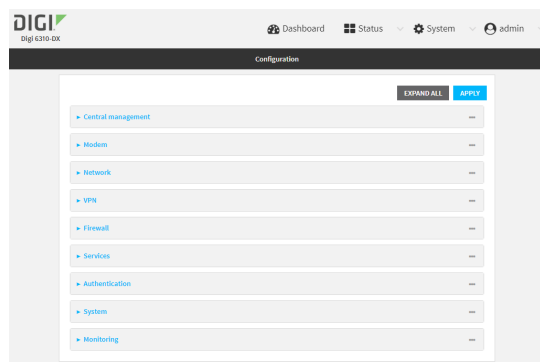 DIGI
Digi 6310-DX
Dashboard Status System admin
Configuration
EXPAND ALL APPLY
Central management
Modem
Network
VPN
Firewall
Services
Authentication
System
Monitoring